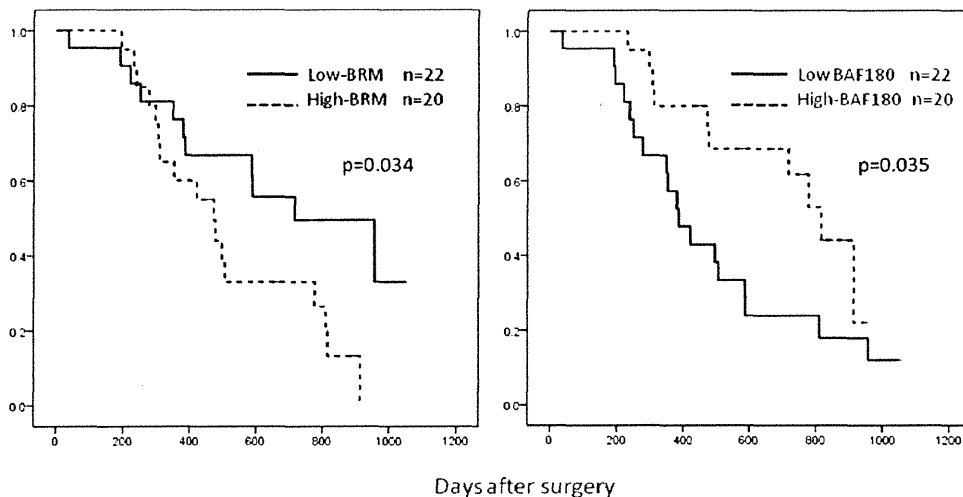 1.0
0.8
0.6
0.4
0.2
0.0
Low-BRM n=22
High-BRM n=20
p=0.034
0 200 400 600 800 1000 1200
1.0
0.8
0.6
0.4
0.2
0.0
Low BAF180 n=22
High-BAF180 n=20
p=0.035
0 200 400 600 800 1000 1200
Days after surgery